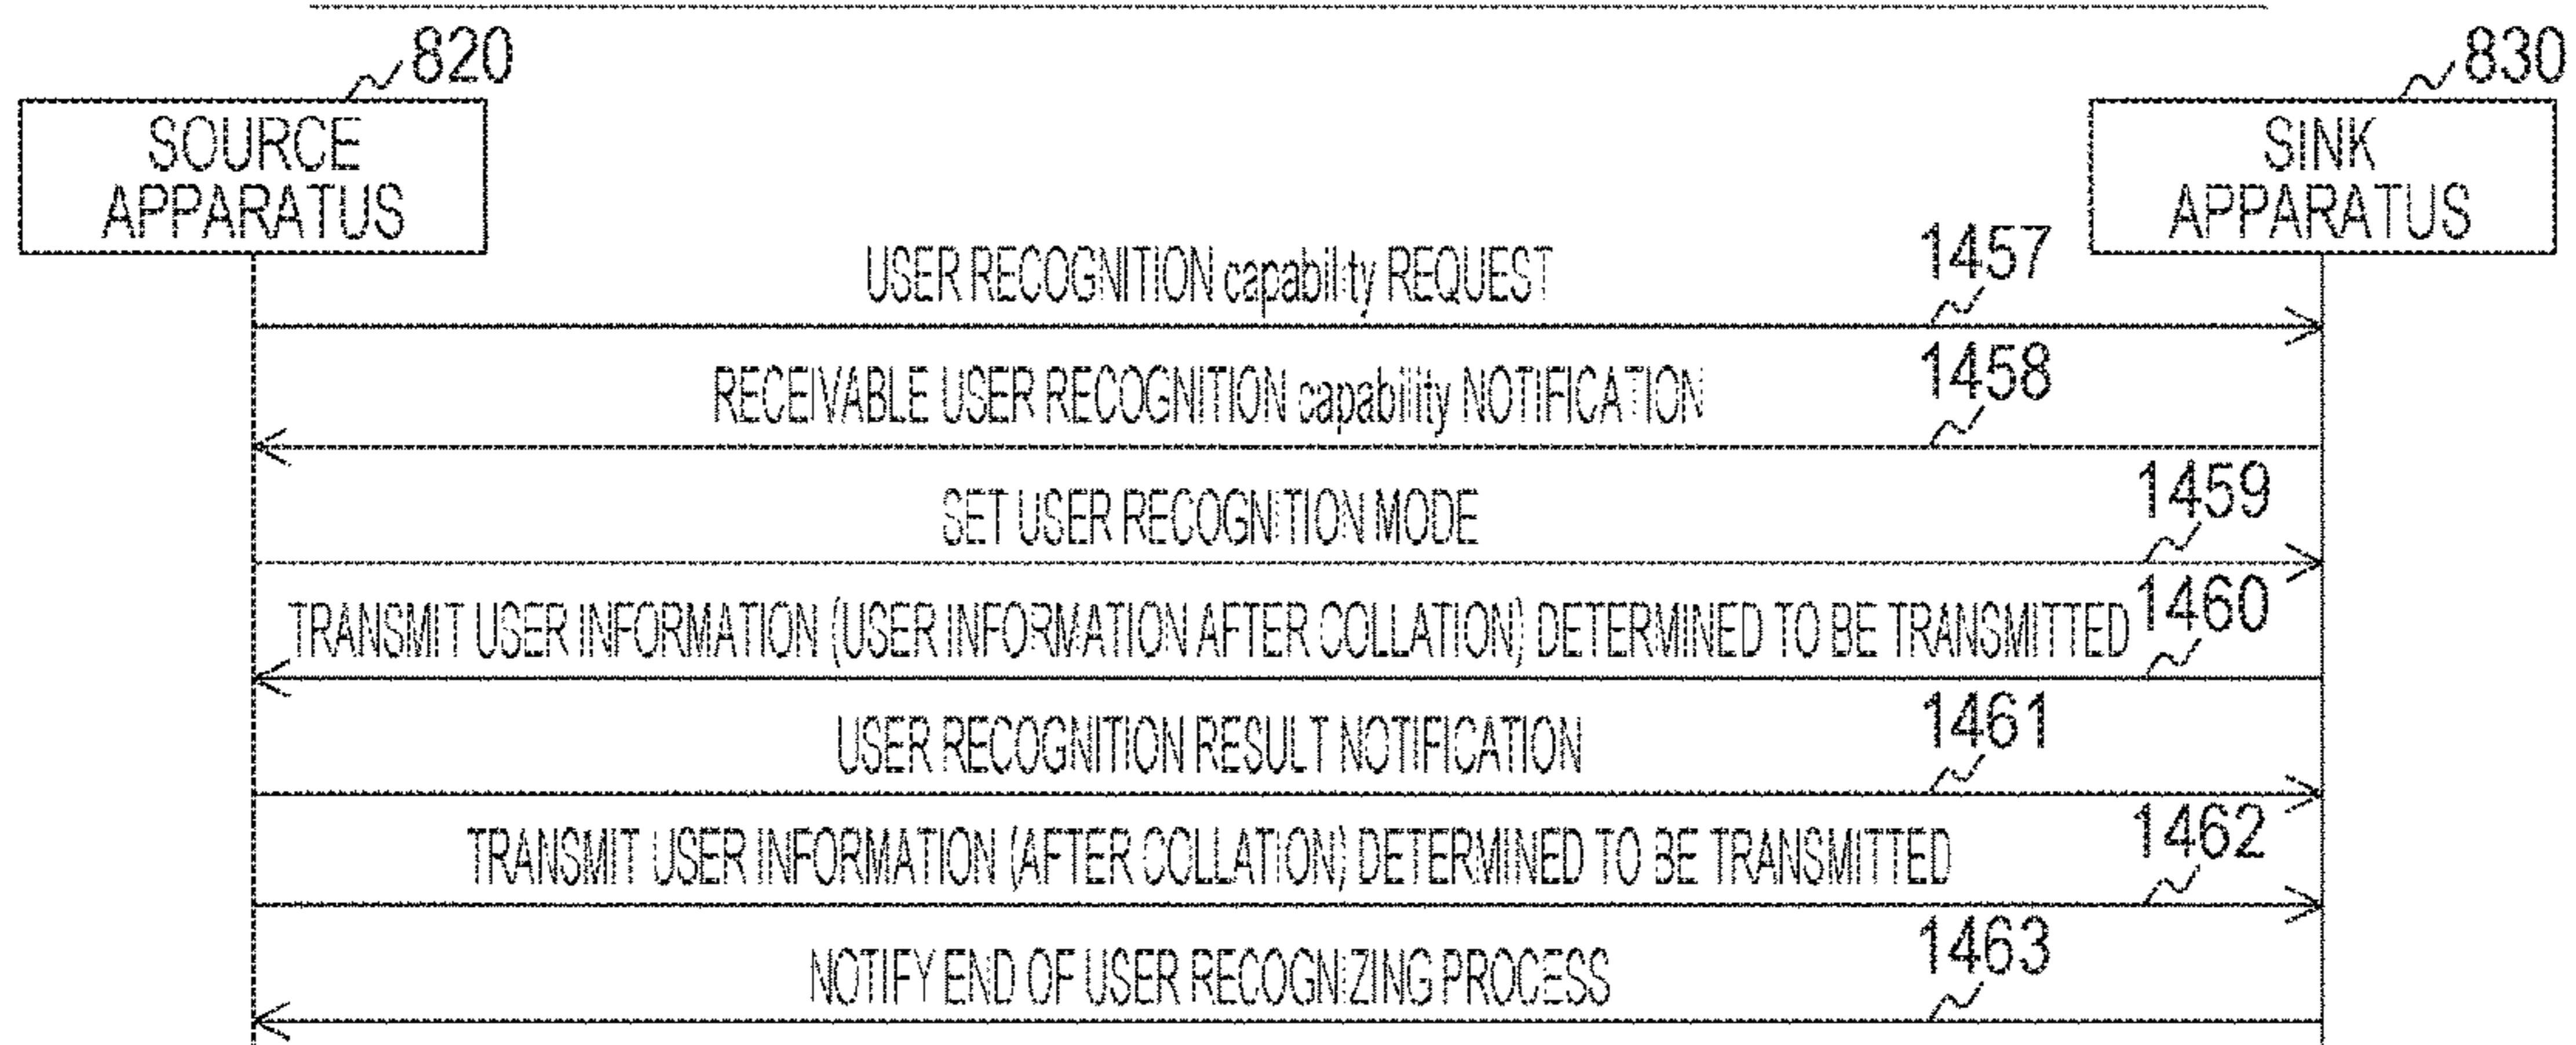 820
830
SOURCE
APPARATUS
SINK
APPARATUS
USER RECOGNITION capability REQUEST
1457
RECEIVABLE USER RECOGNITION capability NOTIFICATION
1458
SET USER RECOGNITION MODE
1459
TRANSMIT USER INFORMATION (USER INFORMATION AFTER COLLATION) DETERMINED TO BE TRANSMITTED
1460
USER RECOGNITION RESULT NOTIFICATION
1461
TRANSMIT USER INFORMATION (AFTER COLLATION) DETERMINED TO BE TRANSMITTED
1462
NOTIFY END OF USER RECOGNIZING PROCESS
1463